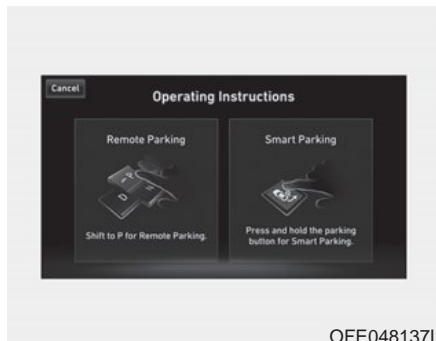 Cancel
Operating Instructions
Remote Parking
P
D
Shift to P for Remote Parking.
Smart Parking
Press and hold the parking
button for Smart Parking.